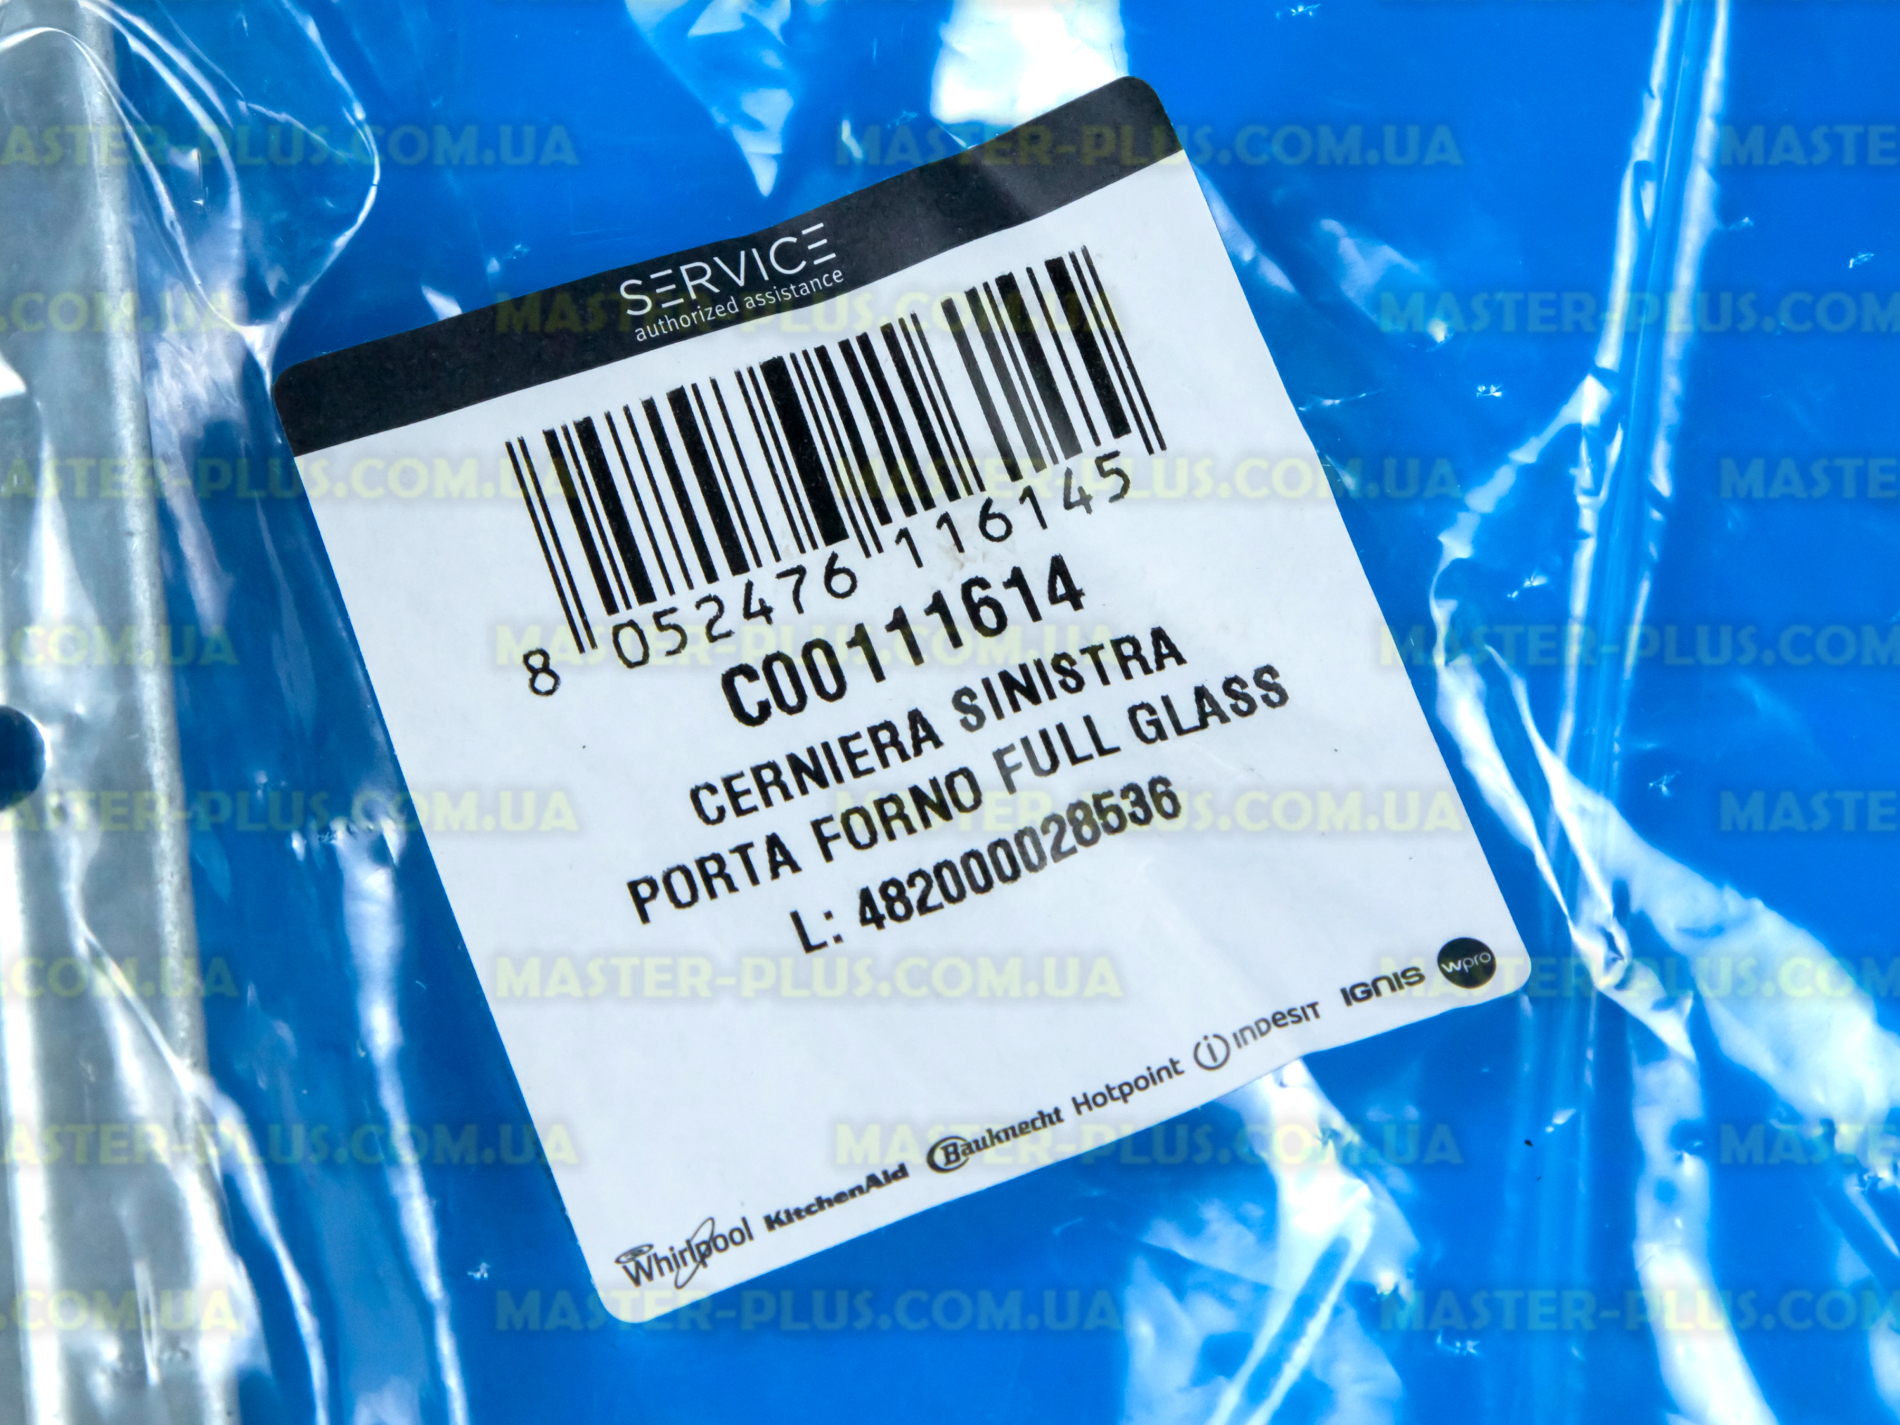 SERVICE
authorized assistance
8 052476 116145
C00111614
CERNIERA SINISTRA
PORTA FORNO FULL GLASS
L: 482000028536
Whirlpool KitchenAid Bauknecht Hotpoint indesit IGNIS wpro
MASTER-PLUS.COM.UA